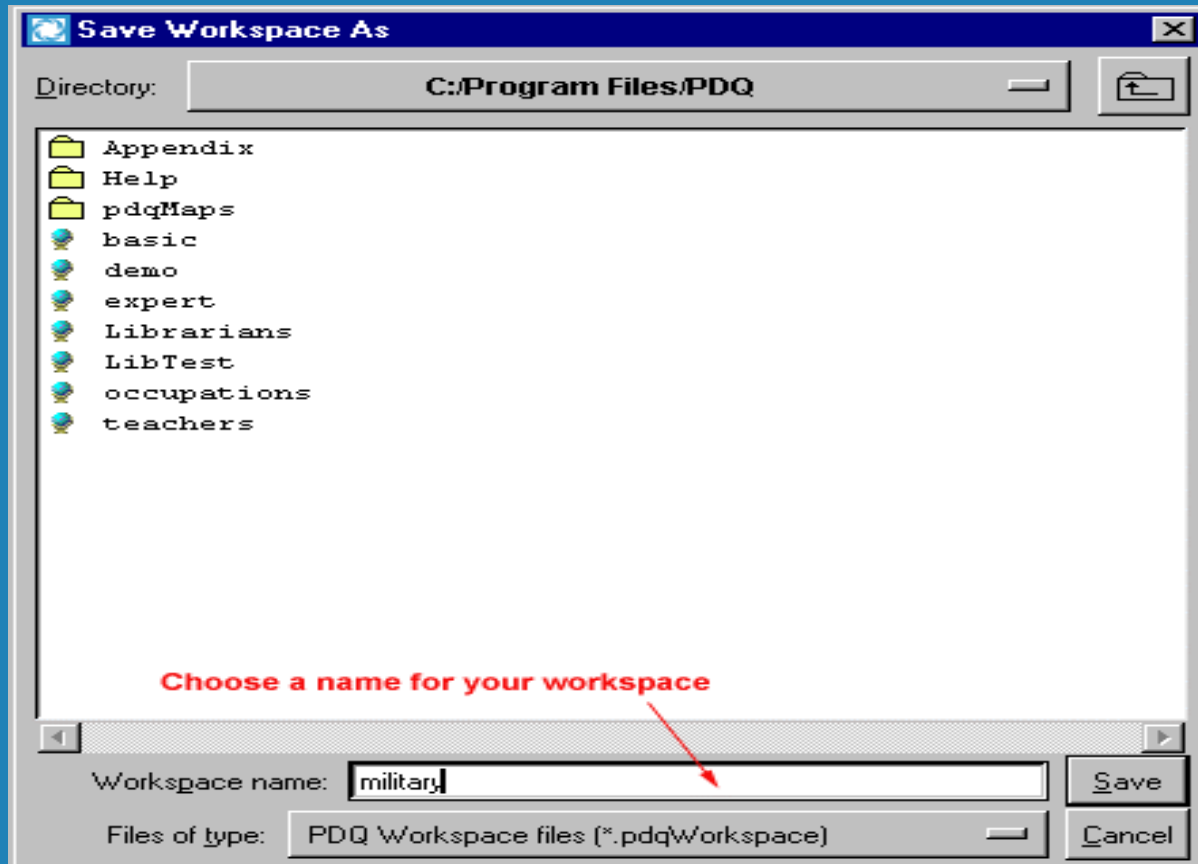 Save Workspace As
Directory: C:/Program Files/PDQ
Appendix
Help
pdqMaps
basic
demo
expert
Librarians
LibTest
occupations
teachers
Choose a name for your workspace
Workspace name: military Save
Files of type: PDQ Workspace files (*.pdqWorkspace) Cancel